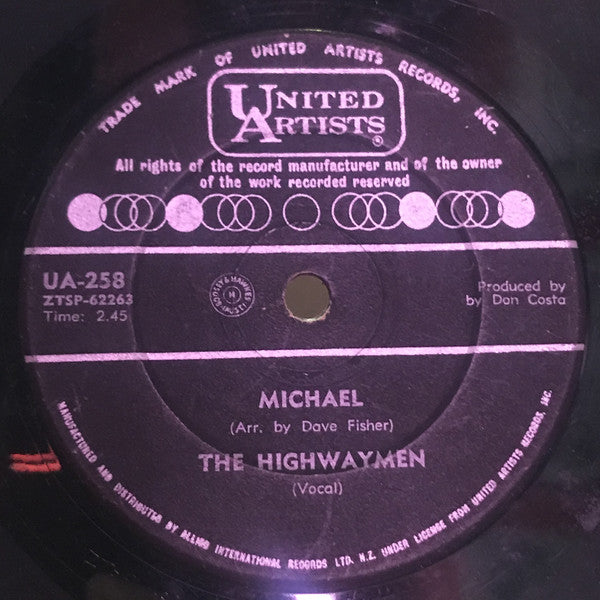 TRADE MARK OF UNITED ARTISTS RECORDS, INC.
UNITED
ARTISTS
®
All rights of the record manufacturer and of the owner
of the work recorded reserved
UA-258
ZTSP-62263
Time: 2.45
BOOSEY & HAWKES
Produced by
by Don Costa
MICHAEL
(Arr. by Dave Fisher)
THE HIGHWAYMEN
(Vocal)
MANUFACTURED AND DISTRIBUTED BY ALLIED INTERNATIONAL RECORDS LTD. N.Z. UNDER LICENSE FROM UNITED ARTISTS RECORDS, INC.